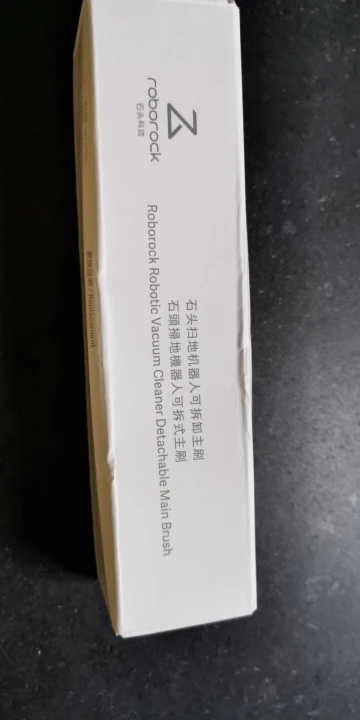 roborock
石头科技
石头扫地机器人可拆卸主刷
石頭掃地機器人可拆式主刷
Roborock Robotic Vacuum Cleaner Detachable Main Brush
Replacement